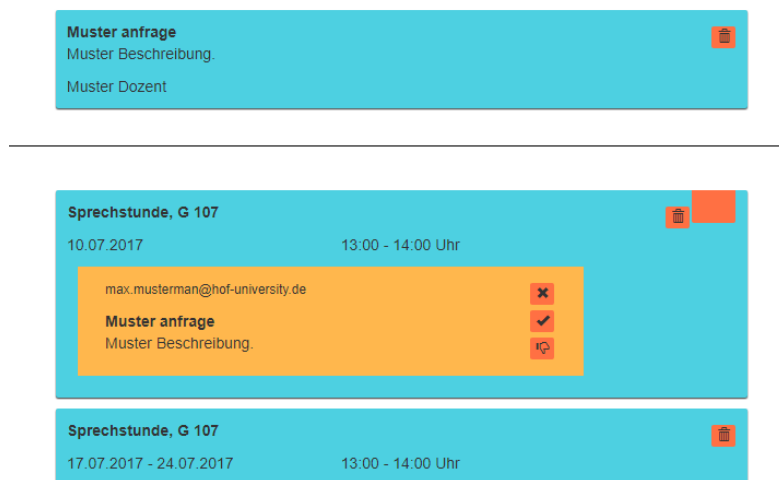 Muster anfrage
Muster Beschreibung.
Muster Dozent
Sprechstunde, G 107
10.07.2017 13:00 - 14:00 Uhr
max.musterman@hof-university.de
Muster anfrage
Muster Beschreibung.
Sprechstunde, G 107
17.07.2017 - 24.07.2017 13:00 - 14:00 Uhr